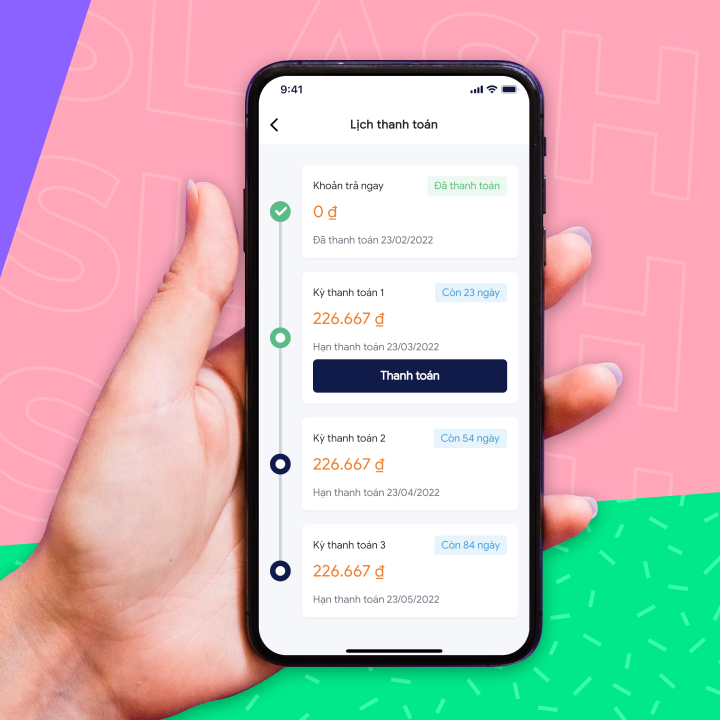 SLASH
9:41
Lịch thanh toán
Khoản trả ngay
Đã thanh toán
0 ₫
Đã thanh toán 23/02/2022
Kỳ thanh toán 1
Còn 23 ngày
226.667 ₫
Hạn thanh toán 23/03/2022
Thanh toán
Kỳ thanh toán 2
Còn 54 ngày
226.667 ₫
Hạn thanh toán 23/04/2022
Kỳ thanh toán 3
Còn 84 ngày
226.667 ₫
Hạn thanh toán 23/05/2022